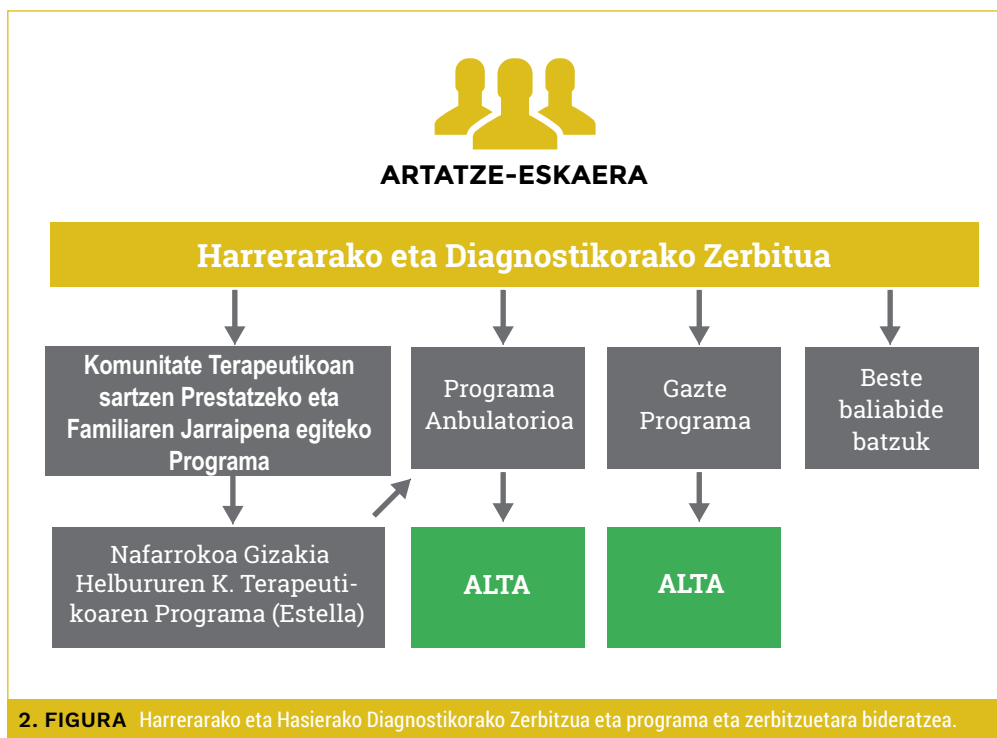 ARTATZE-ESKAERA
Harrerarako eta Diagnostikorako Zerbitua
Komunitate Terapeutikoan
sartzen Prestatzeko eta
Familiaren Jarraipena egiteko
Programa
Programa
Anbulatorioa
Gazte
Programa
Beste
baliabide
batzuk
Nafarrokoa Gizakia
Helbururen K. Terapeuti-
koaren Programa (Estella)
ALTA
ALTA
2. FIGURA Harrerarako eta Hasierako Diagnostikorako Zerbitzua eta programa eta zerbitzuetara bideratzea.